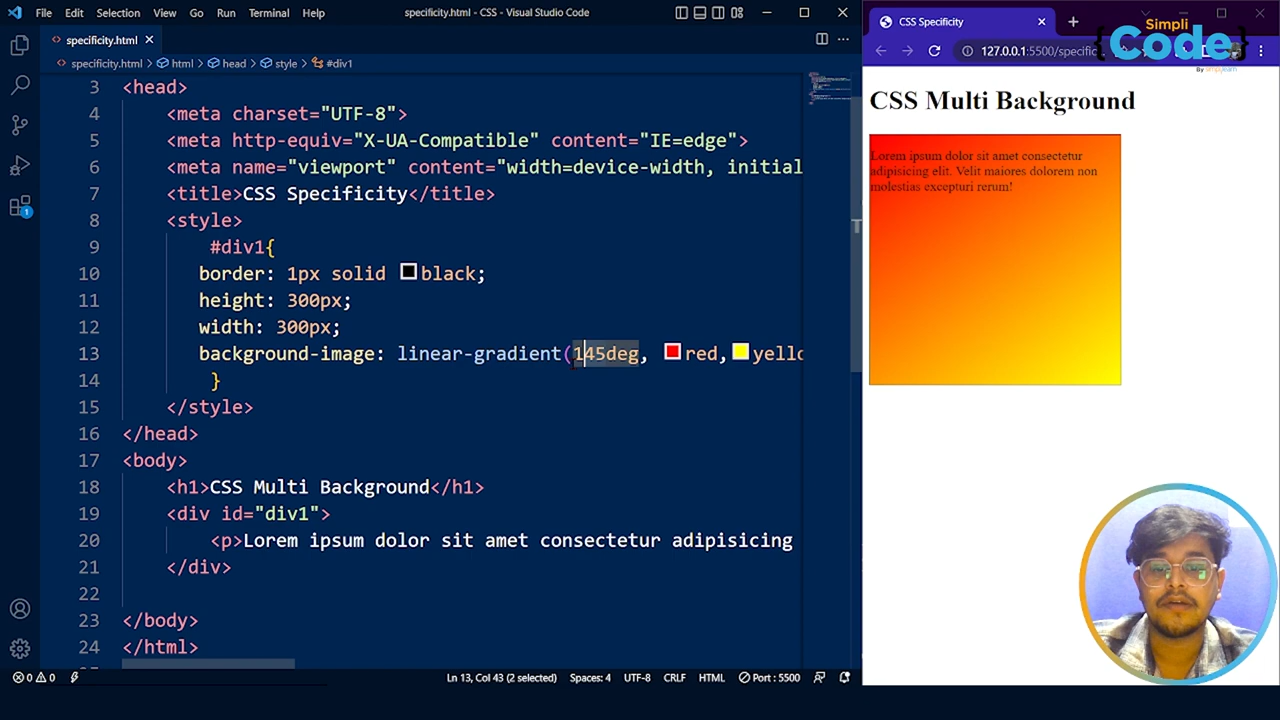 File Edit Selection View Go Run Terminal Help
specificity.html - CSS - Visual Studio Code
specificity.html
specificity.html > html > head > style > #div1
3 <head>
4 <meta charset="UTF-8">
5 <meta http-equiv="X-UA-Compatible" content="IE=edge">
6 <meta name="viewport" content="width=device-width, initial
7 <title>CSS Specificity</title>
8 <style>
9 #div1{
10 border: 1px solid black;
11 height: 300px;
12 width: 300px;
13 background-image: linear-gradient(145deg, red,yello
14 }
15 </style>
16 </head>
17 <body>
18 <h1>CSS Multi Background</h1>
19 <div id="div1">
20 <p>Lorem ipsum dolor sit amet consectetur adipisicing
21 </div>
22
23 </body>
24 </html>
1
0 0
Ln 13, Col 43 (2 selected) Spaces: 4 UTF-8 CRLF HTML Port : 5500
CSS Specificity
127.0.0.1:5500/specific
Simpli
{Code}
By simplilearn
CSS Multi Background
Lorem ipsum dolor sit amet consectetur
adipisicing elit. Velit maiores dolorem non
molestias excepturi rerum!